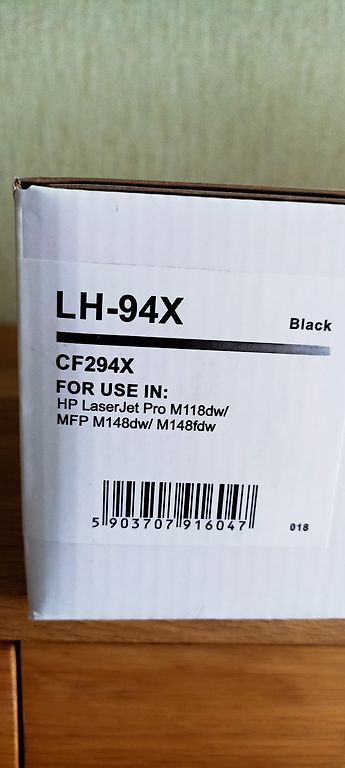 LH-94X
Black
CF294X
FOR USE IN:
HP LaserJet Pro M118dw/
MFP M148dw/ M148fdw
5 903707 916047
018